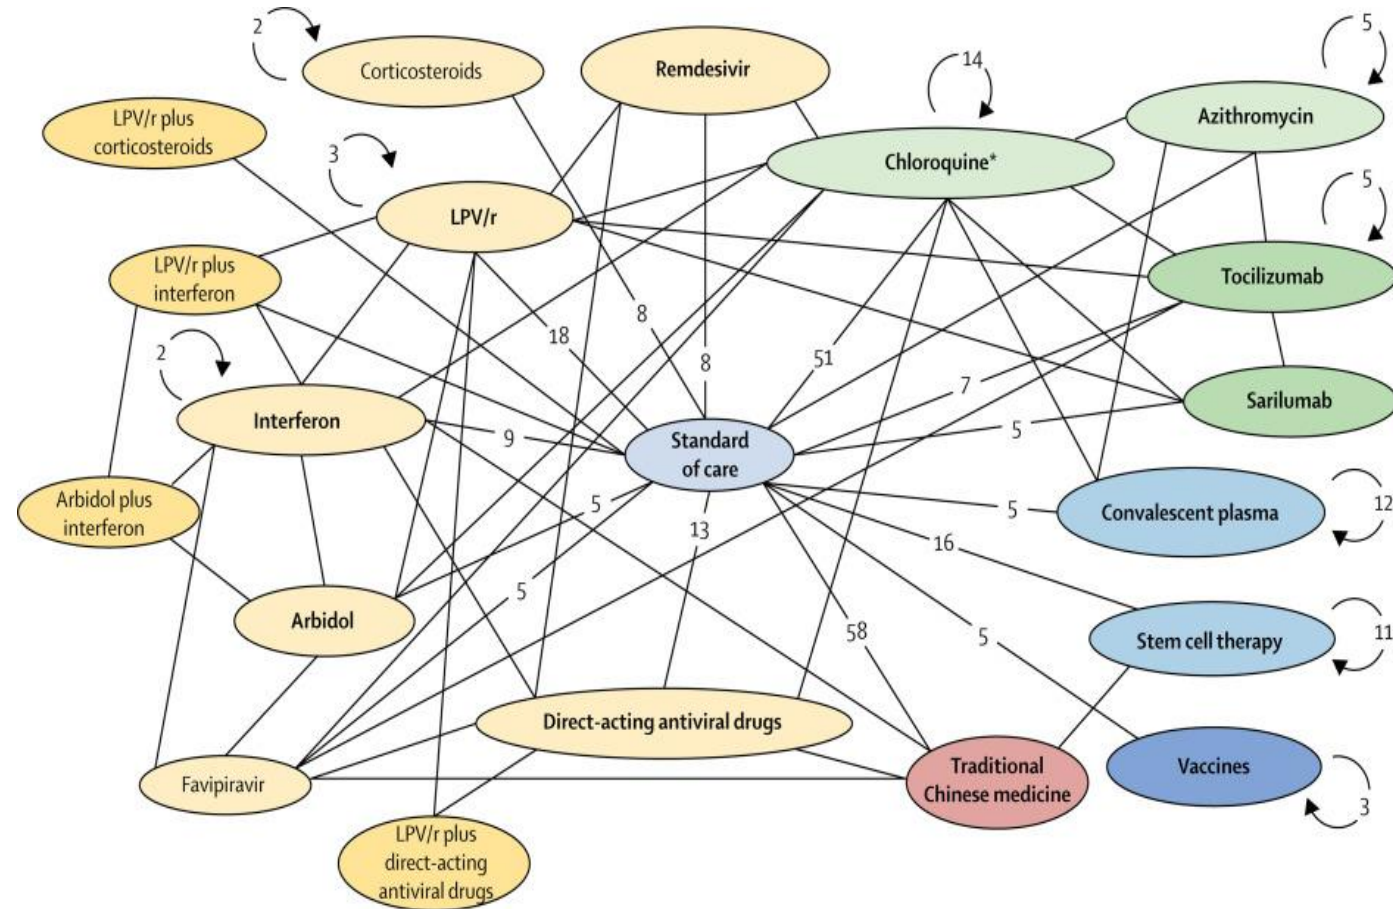 2
Corticosteroids
Remdesivir
14
5
Azithromycin
LPV/r plus
corticosteroids
3
Chloroquine*
5
LPV/r
LPV/r plus
interferon
Tocilizumab
8
18
8
51
2
7
Interferon
Sarilumab
9
Standard
of care
5
Arbidol plus
interferon
5
13
5
Convalescent plasma
12
16
5
Arbidol
58
5
Stem cell therapy
11
Direct-acting antiviral drugs
Favipiravir
Traditional
Chinese medicine
Vaccines
3
LPV/r plus
direct-acting
antiviral drugs